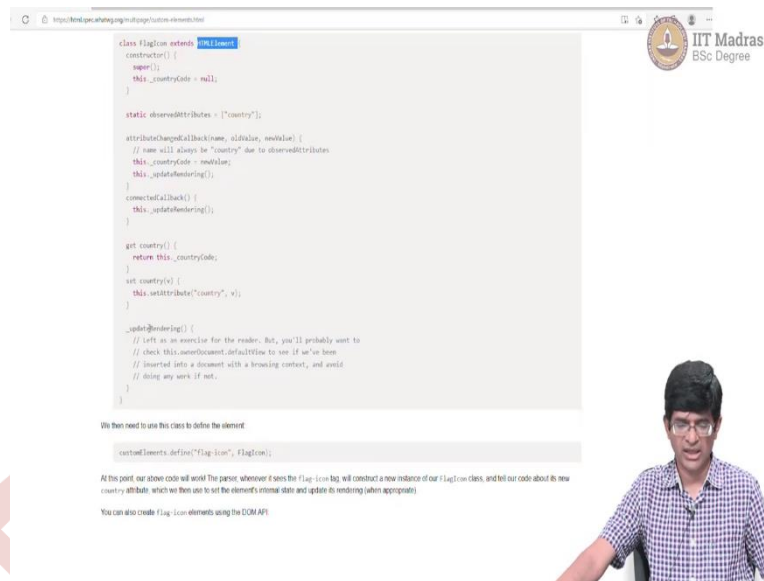 https://html.spec.whatwg.org/multipage/custom-elements.html
IIT Madras
BSc Degree
class FlagIcon extends HTMLElement {
constructor() {
super();
this._countryCode = null;
}
static observedAttributes = ["country"];
attributeChangedCallback(name, oldValue, newValue) {
// name will always be "country" due to observedAttributes
this._countryCode = newValue;
this._updateRendering();
}
connectedCallback() {
this._updateRendering();
}
get country() {
return this._countryCode;
}
set country(v) {
this.setAttribute("country", v);
}
_updateRendering() {
// Left as an exercise for the reader. But, you'll probably want to
// check this.ownerDocument.defaultView to see if we've been
// inserted into a document with a browsing context, and avoid
// doing any work if not.
}
}
We then need to use this class to define the element:
customElements.define("flag-icon", FlagIcon);
At this point, our above code will work! The parser, whenever it sees the flag-icon tag, will construct a new instance of our FlagIcon class, and tell our code about its new
country attribute, which we then use to set the element's internal state and update its rendering (when appropriate).
You can also create flag-icon elements using the DOM API: